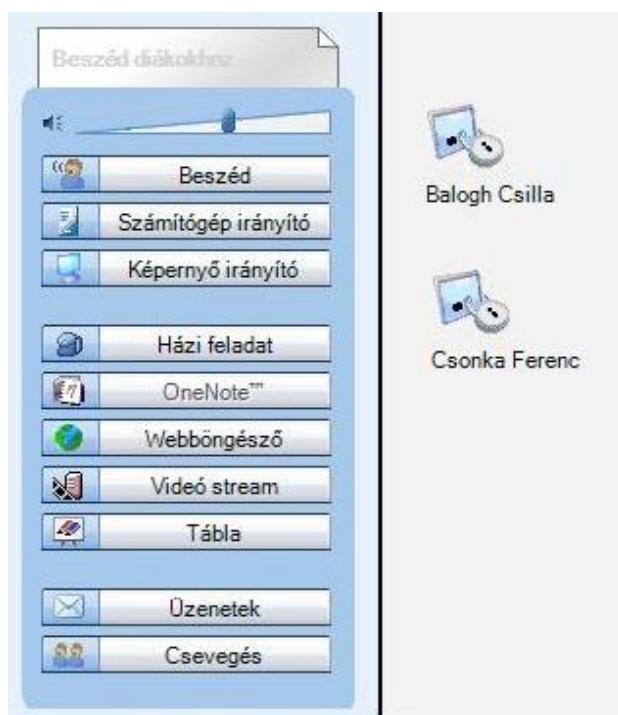 Beszéd diákokhoz
Beszéd
Számítógép irányító
Képernyő irányító
Házi feladat
OneNote™
Webböngésző
Videó stream
Tábla
Üzenetek
Csevegés
Balogh Csilla
Csonka Ferenc